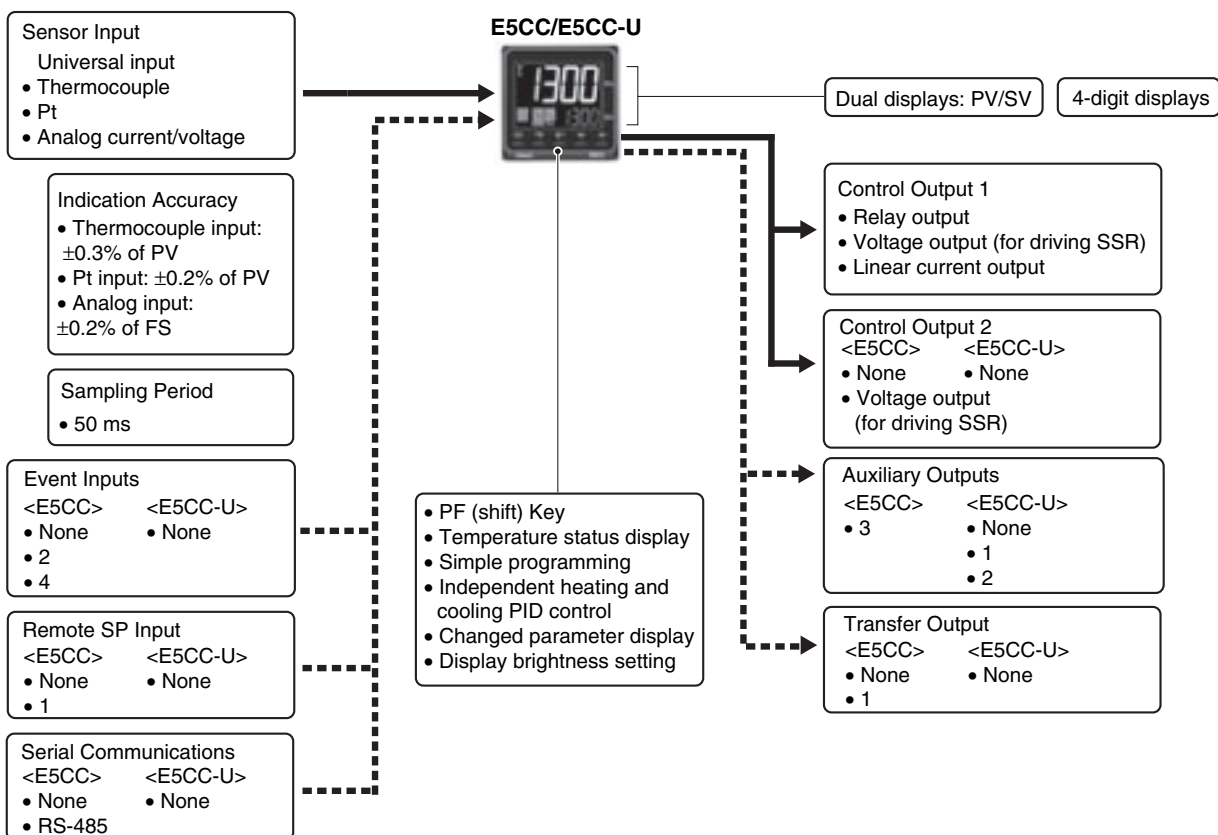 E5CC/E5CC-U
Sensor Input
Universal input
• Thermocouple
• Pt
• Analog current/voltage
Indication Accuracy
• Thermocouple input:
±0.3% of PV
• Pt input: ±0.2% of PV
• Analog input:
±0.2% of FS
Sampling Period
• 50 ms
Event Inputs
<E5CC> <E5CC-U>
• None • None
• 2
• 4
Remote SP Input
<E5CC> <E5CC-U>
• None • None
• 1
Serial Communications
<E5CC> <E5CC-U>
• None • None
• RS-485
1300
1300
• PF (shift) Key
• Temperature status display
• Simple programming
• Independent heating and
cooling PID control
• Changed parameter display
• Display brightness setting
Dual displays: PV/SV
4-digit displays
Control Output 1
• Relay output
• Voltage output (for driving SSR)
• Linear current output
Control Output 2
<E5CC> <E5CC-U>
• None • None
• Voltage output
(for driving SSR)
Auxiliary Outputs
<E5CC> <E5CC-U>
• 3 • None
• 1
• 2
Transfer Output
<E5CC> <E5CC-U>
• None • None
• 1